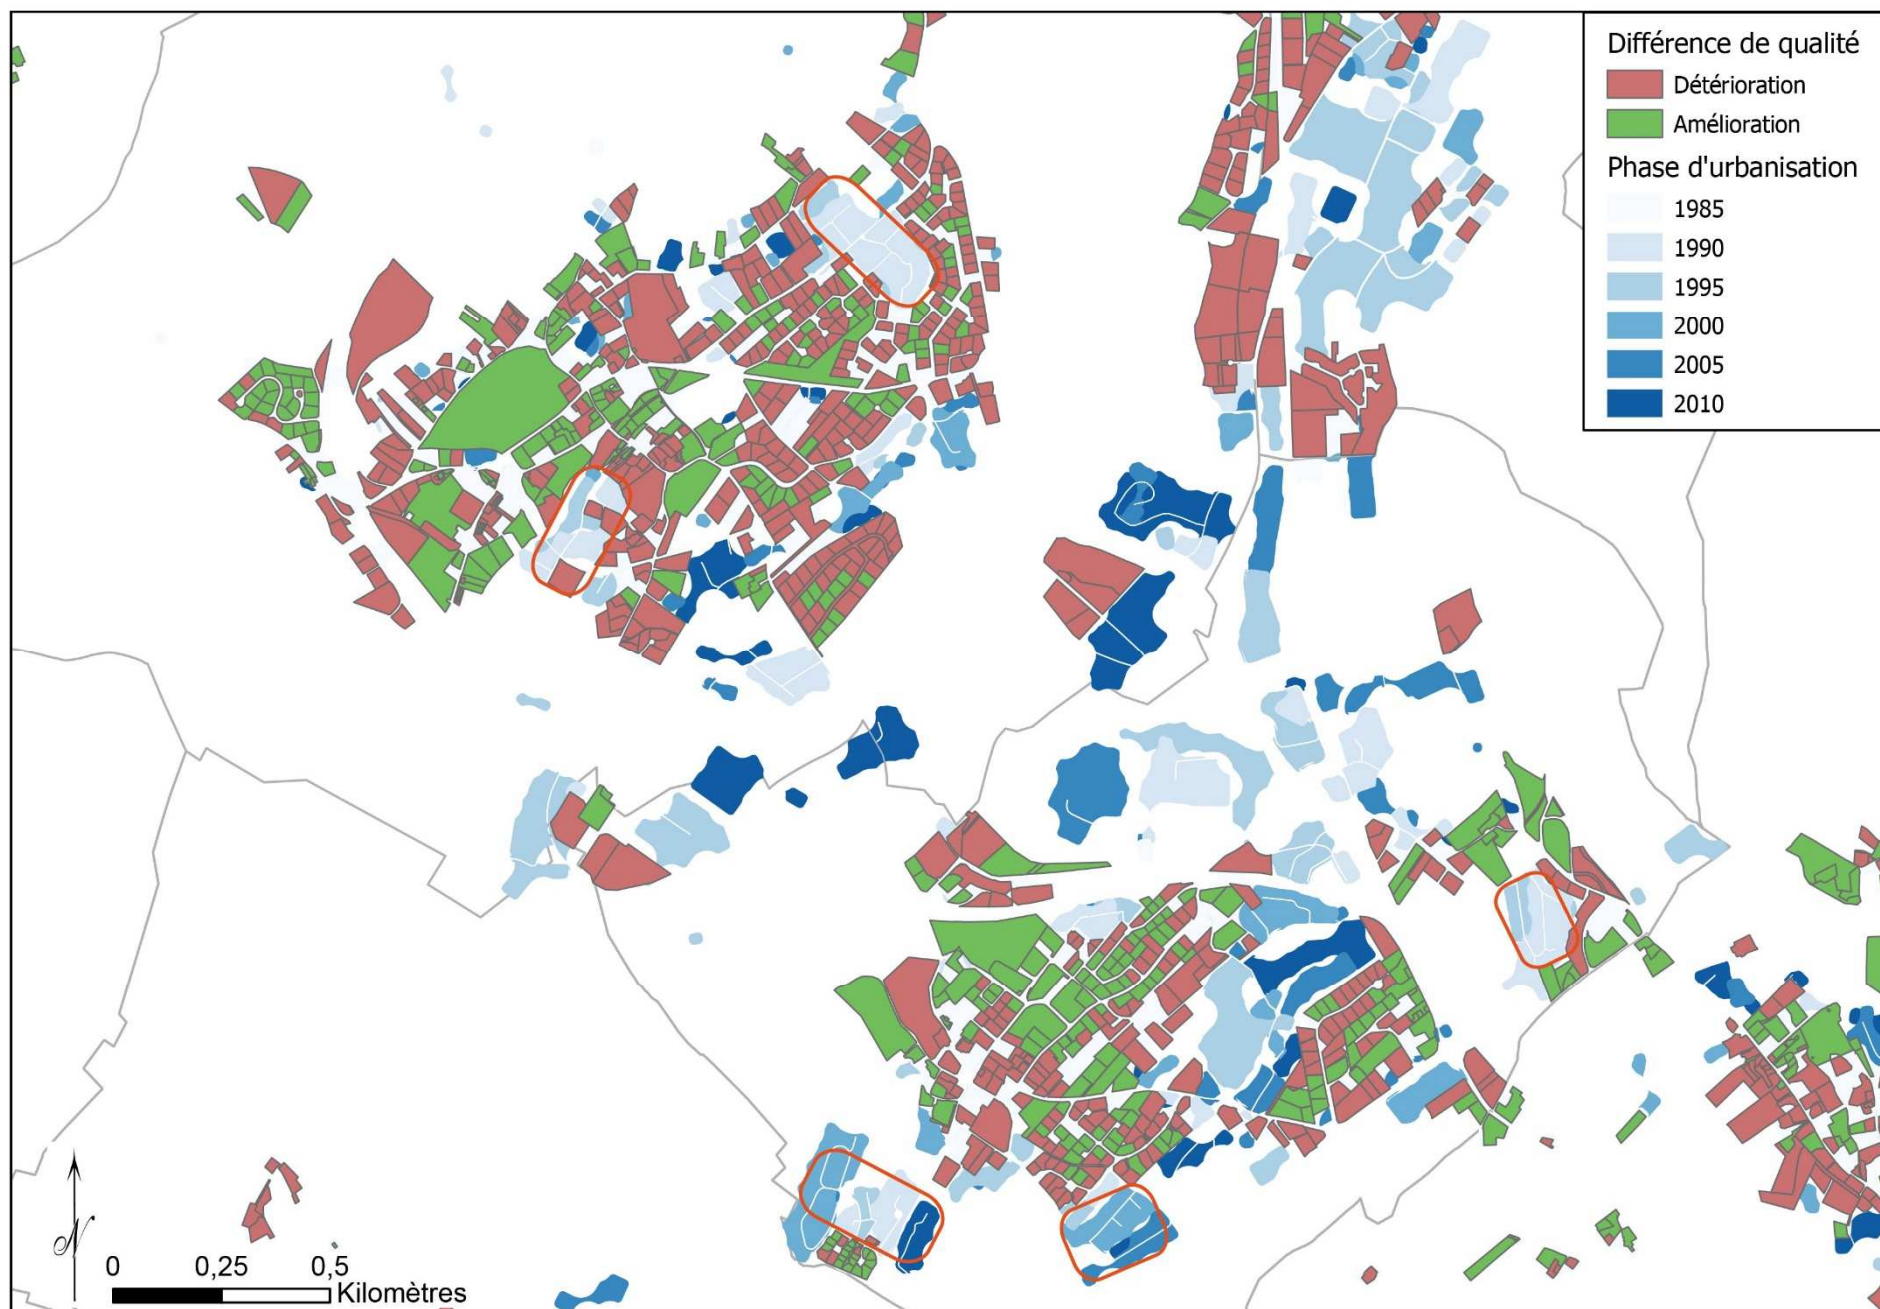 Différence de qualité
Détérioration
Amélioration
Phase d'urbanisation
1985
1990
1995
2000
2005
2010
N
0 0,25 0,5
Kilomètres